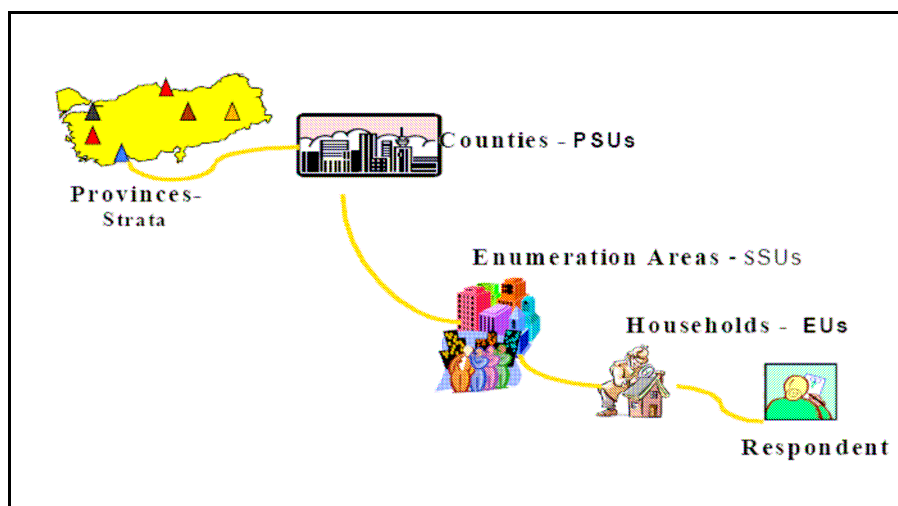 Counties - PSUs
Provinces-
Strata
Enumeration Areas - sSUs
Households - EUs
Respondent